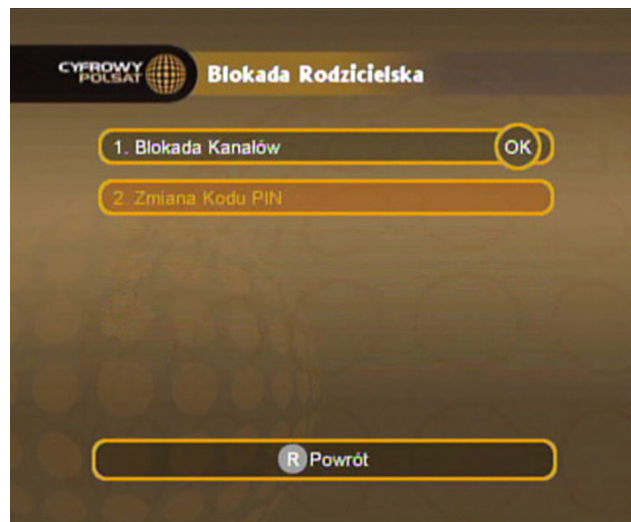 CYFROWY
POLSAT
Blokada Rodzicielska
1. Blokada Kanałów OK
2. Zmiana Kodu PIN
R Powrót